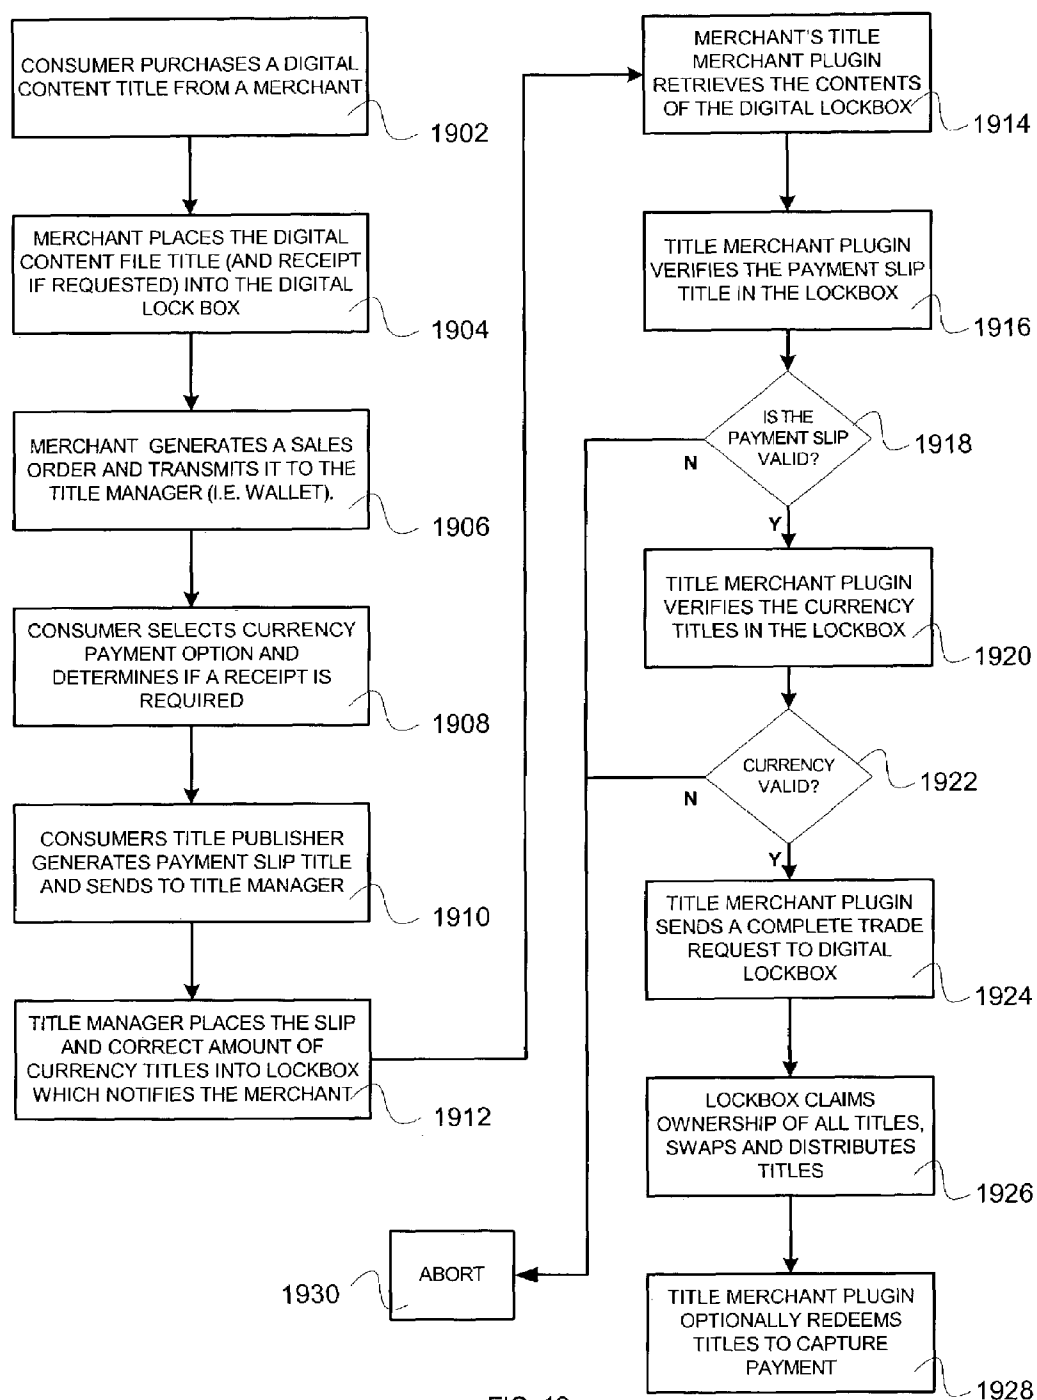 CONSUMER PURCHASES A DIGITAL
CONTENT TITLE FROM A MERCHANT
1902
MERCHANT PLACES THE DIGITAL
CONTENT FILE TITLE (AND RECEIPT
IF REQUESTED) INTO THE DIGITAL
LOCK BOX
1904
MERCHANT GENERATES A SALES
ORDER AND TRANSMITS IT TO THE
TITLE MANAGER (I.E. WALLET).
1906
CONSUMER SELECTS CURRENCY
PAYMENT OPTION AND
DETERMINES IF A RECEIPT IS
REQUIRED
1908
CONSUMERS TITLE PUBLISHER
GENERATES PAYMENT SLIP TITLE
AND SENDS TO TITLE MANAGER
1910
TITLE MANAGER PLACES THE SLIP
AND CORRECT AMOUNT OF
CURRENCY TITLES INTO LOCKBOX
WHICH NOTIFIES THE MERCHANT
1912
MERCHANT'S TITLE
MERCHANT PLUGIN
RETRIEVES THE CONTENTS
OF THE DIGITAL LOCKBOX
1914
TITLE MERCHANT PLUGIN
VERIFIES THE PAYMENT SLIP
TITLE IN THE LOCKBOX
1916
IS THE
PAYMENT SLIP
VALID?
1918
N
Y
TITLE MERCHANT PLUGIN
VERIFIES THE CURRENCY
TITLES IN THE LOCKBOX
1920
CURRENCY
VALID?
1922
N
Y
TITLE MERCHANT PLUGIN
SENDS A COMPLETE TRADE
REQUEST TO DIGITAL
LOCKBOX
1924
LOCKBOX CLAIMS
OWNERSHIP OF ALL TITLES,
SWAPS AND DISTRIBUTES
TITLES
1926
ABORT
1930
TITLE MERCHANT PLUGIN
OPTIONALLY REDEEMS
TITLES TO CAPTURE
PAYMENT
1928